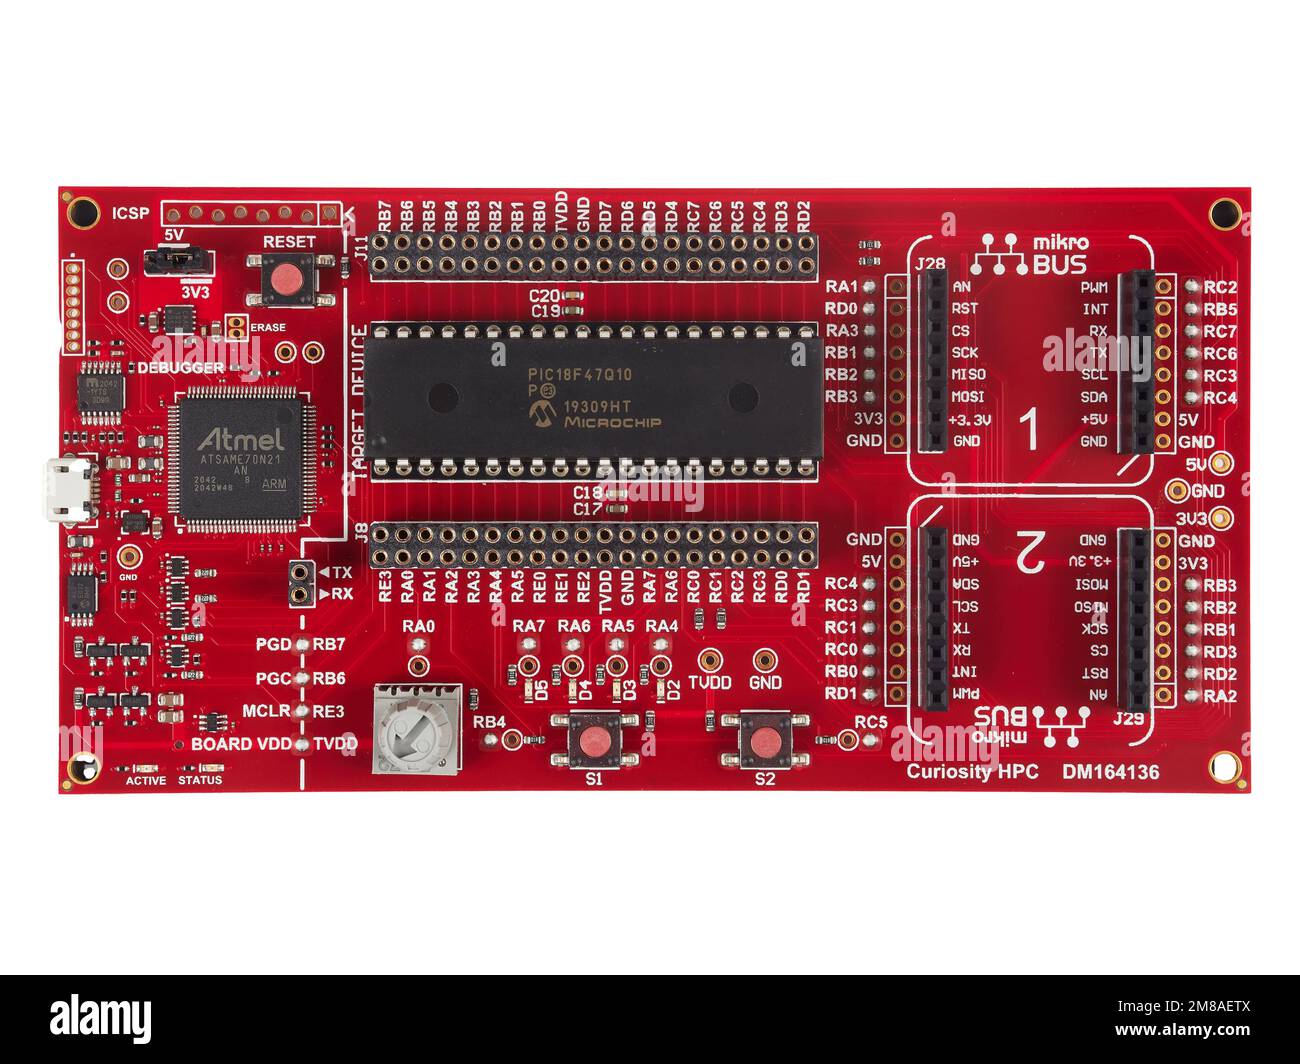 ICSP
5V
3V3
RESET
ERASE
DEBUGGER
Atmel
ATSAME70N21
AN
2042 8
2042W48 ARM
GND
TX
RX
TARGET DEVICE
PGD RB7
PGC RB6
MCLR RE3
BOARD VDD TVDD
ACTIVE STATUS
J11
RB7 RB6 RB5 RB4 RB3 RB2 RB1 RB0 TVDD GND RD7 RD6 RD5 RD4 RC7 RC6 RC5 RC4 RD3 RD2
C20
C19
PIC18F47Q10
P e3
19309HT
MICROCHIP
C18
C17
J8
RE3 RA0 RA1 RA2 RA3 RA4 RA5 RE0 RE1 RE2 TVDD GND RA7 RA6 RC0 RC1 RC2 RC3 RD0 RD1
RA0
RA7 RA6 RA5 RA4
D5 D4 D3 D2
TVDD GND
RB4
S1
S2
RC5
J28
mikro
BUS
RA1 AN PWM RC2
RD0 RST INT RB5
RA3 CS RX RC7
RB1 SCK TX RC6
RB2 MISO SCL RC3
RB3 MOSI SDA RC4
3V3 +3.3V +5V 5V
GND GND GND GND
1
5V
GND
3V3
2
GND GND GND GND
5V +5V +3.3V 3V3
RC4 SDA MOSI RB3
RC3 SCL MISO RB2
RC1 TX SCK RB1
RC0 RX CS RD3
RB0 INT RST RD2
RD1 PWM AN RA2
mikro
BUS
J29
Curiosity HPC DM164136
alamy
Image ID: 2M8AETX
www.alamy.com